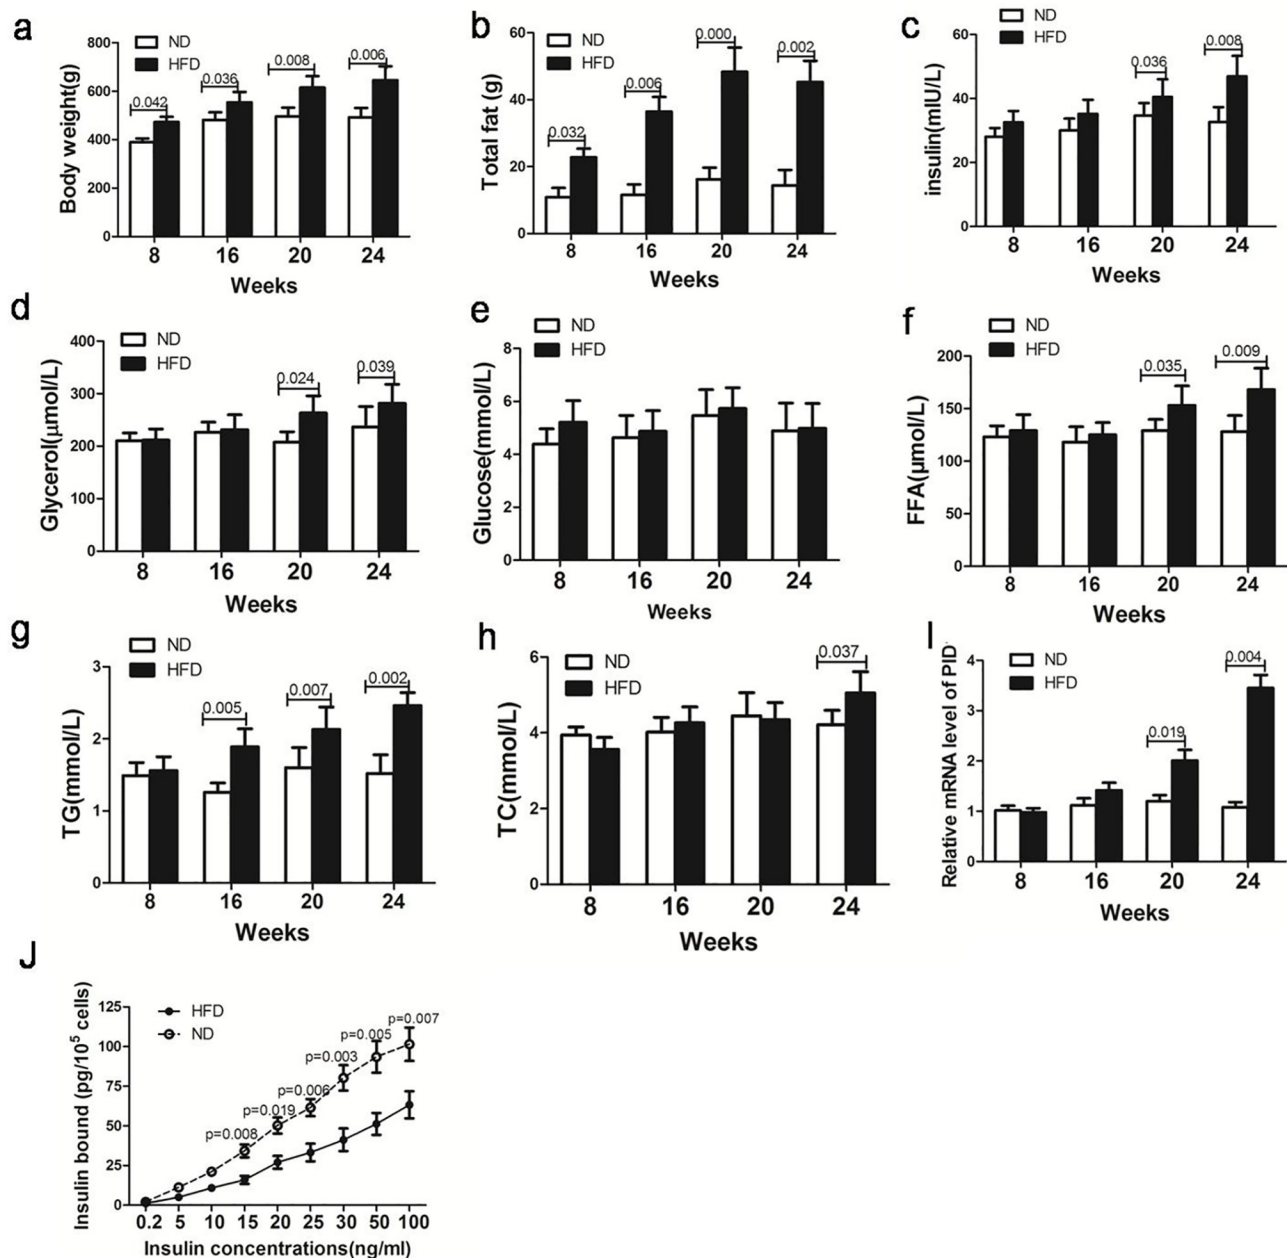 a
ND
HFD
Body weight(g)
800
600
400
200
0
0.042
0.036
0.008
0.006
8 16 20 24
Weeks
b
ND
HFD
Total fat (g)
60
40
20
0
0.032
0.006
0.000
0.002
8 16 20 24
Weeks
c
ND
HFD
insulin(mIU/L)
60
40
20
0
0.036
0.008
8 16 20 24
Weeks
d
ND
HFD
Glycerol(μmol/L)
400
300
200
100
0
0.024
0.039
8 16 20 24
Weeks
e
ND
HFD
Glucose(mmol/L)
8
6
4
2
0
8 16 20 24
Weeks
f
ND
HFD
FFA(μmol/L)
200
150
100
50
0
0.035
0.009
8 16 20 24
Weeks
g
ND
HFD
TG(mmol/L)
3
2
1
0
0.005
0.007
0.002
8 16 20 24
Weeks
h
ND
HFD
TC(mmol/L)
6
4
2
0
0.037
8 16 20 24
Weeks
I
ND
HFD
Relative mRNA level of PID
4
3
2
1
0
0.019
0.004
8 16 20 24
Weeks
J
HFD
ND
Insulin bound (pg/10⁵ cells)
125
100
75
50
25
0
p=0.008
p=0.019
p=0.006
p=0.003
p=0.005
p=0.007
0.2 5 10 15 20 25 30 50 100
Insulin concentrations(ng/ml)